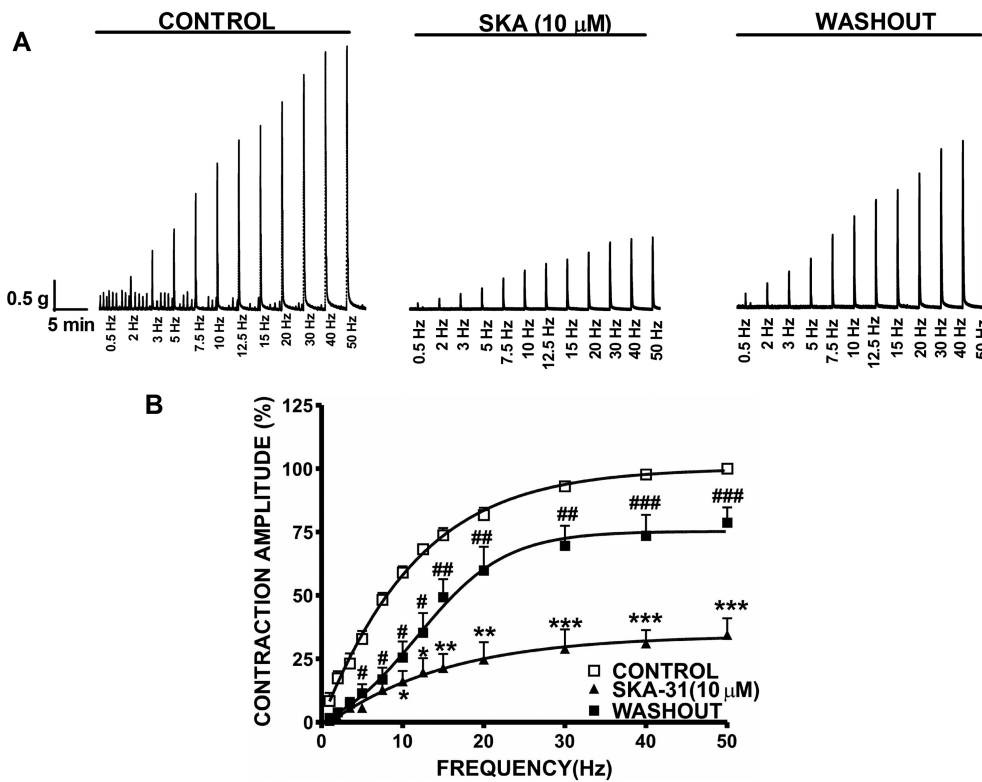 CONTROL
SKA (10 µM)
WASHOUT
A
0.5 g
5 min
0.5 Hz
2 Hz
3 Hz
5 Hz
7.5 Hz
10 Hz
12.5 Hz
15 Hz
20 Hz
30 Hz
40 Hz
50 Hz
0.5 Hz
2 Hz
3 Hz
5 Hz
7.5 Hz
10 Hz
12.5 Hz
15 Hz
20 Hz
30 Hz
40 Hz
50 Hz
0.5 Hz
2 Hz
3 Hz
5 Hz
7.5 Hz
10 Hz
12.5 Hz
15 Hz
20 Hz
30 Hz
40 Hz
50 Hz
B
CONTRACTION AMPLITUDE (%)
125
100
75
50
25
0
# # # # ## ## ## ### ###
* * ** ** *** *** ***
CONTROL
SKA-31(10 µM)
WASHOUT
0 10 20 30 40 50
FREQUENCY(Hz)